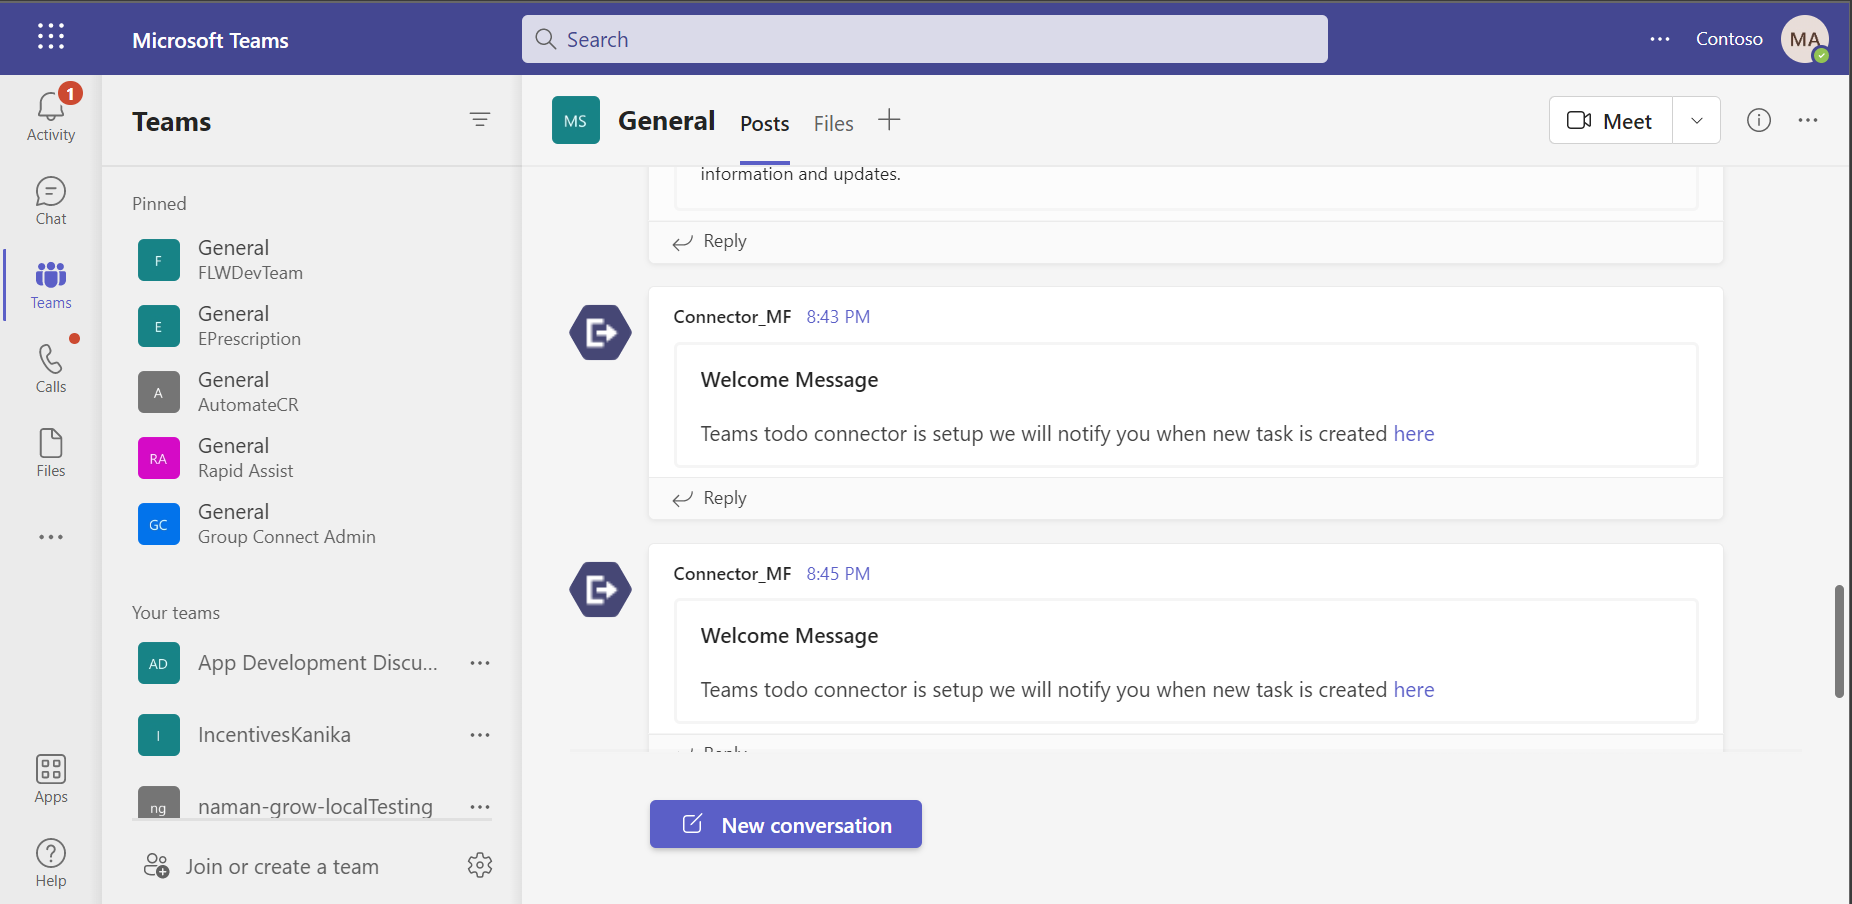 Microsoft Teams
Search
Contoso
MA
1
Activity
Chat
Teams
Calls
Files
Apps
Help
Teams
Pinned
F
General
FLWDevTeam
E
General
EPrescription
A
General
AutomateCR
RA
General
Rapid Assist
GC
General
Group Connect Admin
Your teams
AD
App Development Discu...
I
IncentivesKanika
ng
naman-grow-localTesting
Join or create a team
MS
General
Posts
Files
Meet
information and updates.
Reply
Connector_MF 8:43 PM
Welcome Message
Teams todo connector is setup we will notify you when new task is created here
Reply
Connector_MF 8:45 PM
Welcome Message
Teams todo connector is setup we will notify you when new task is created here
Reply
New conversation